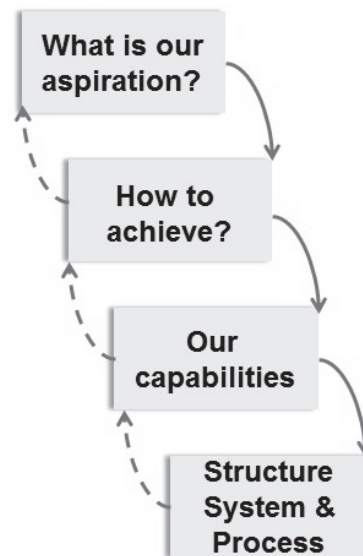 What is our
aspiration?
How to
achieve?
Our
capabilities
Structure
System &
Process